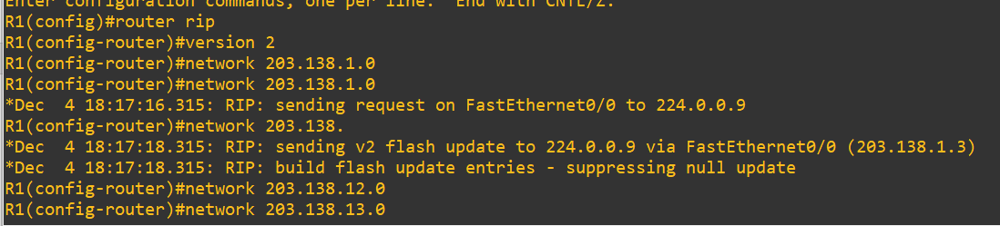 Enter configuration commands, one per line.  End with CNTL/Z.
R1(config)#router rip
R1(config-router)#version 2
R1(config-router)#network 203.138.1.0
R1(config-router)#network 203.138.1.0
*Dec  4 18:17:16.315: RIP: sending request on FastEthernet0/0 to 224.0.0.9
R1(config-router)#network 203.138.
*Dec  4 18:17:18.315: RIP: sending v2 flash update to 224.0.0.9 via FastEthernet0/0 (203.138.1.3)
*Dec  4 18:17:18.315: RIP: build flash update entries - suppressing null update
R1(config-router)#network 203.138.12.0
R1(config-router)#network 203.138.13.0